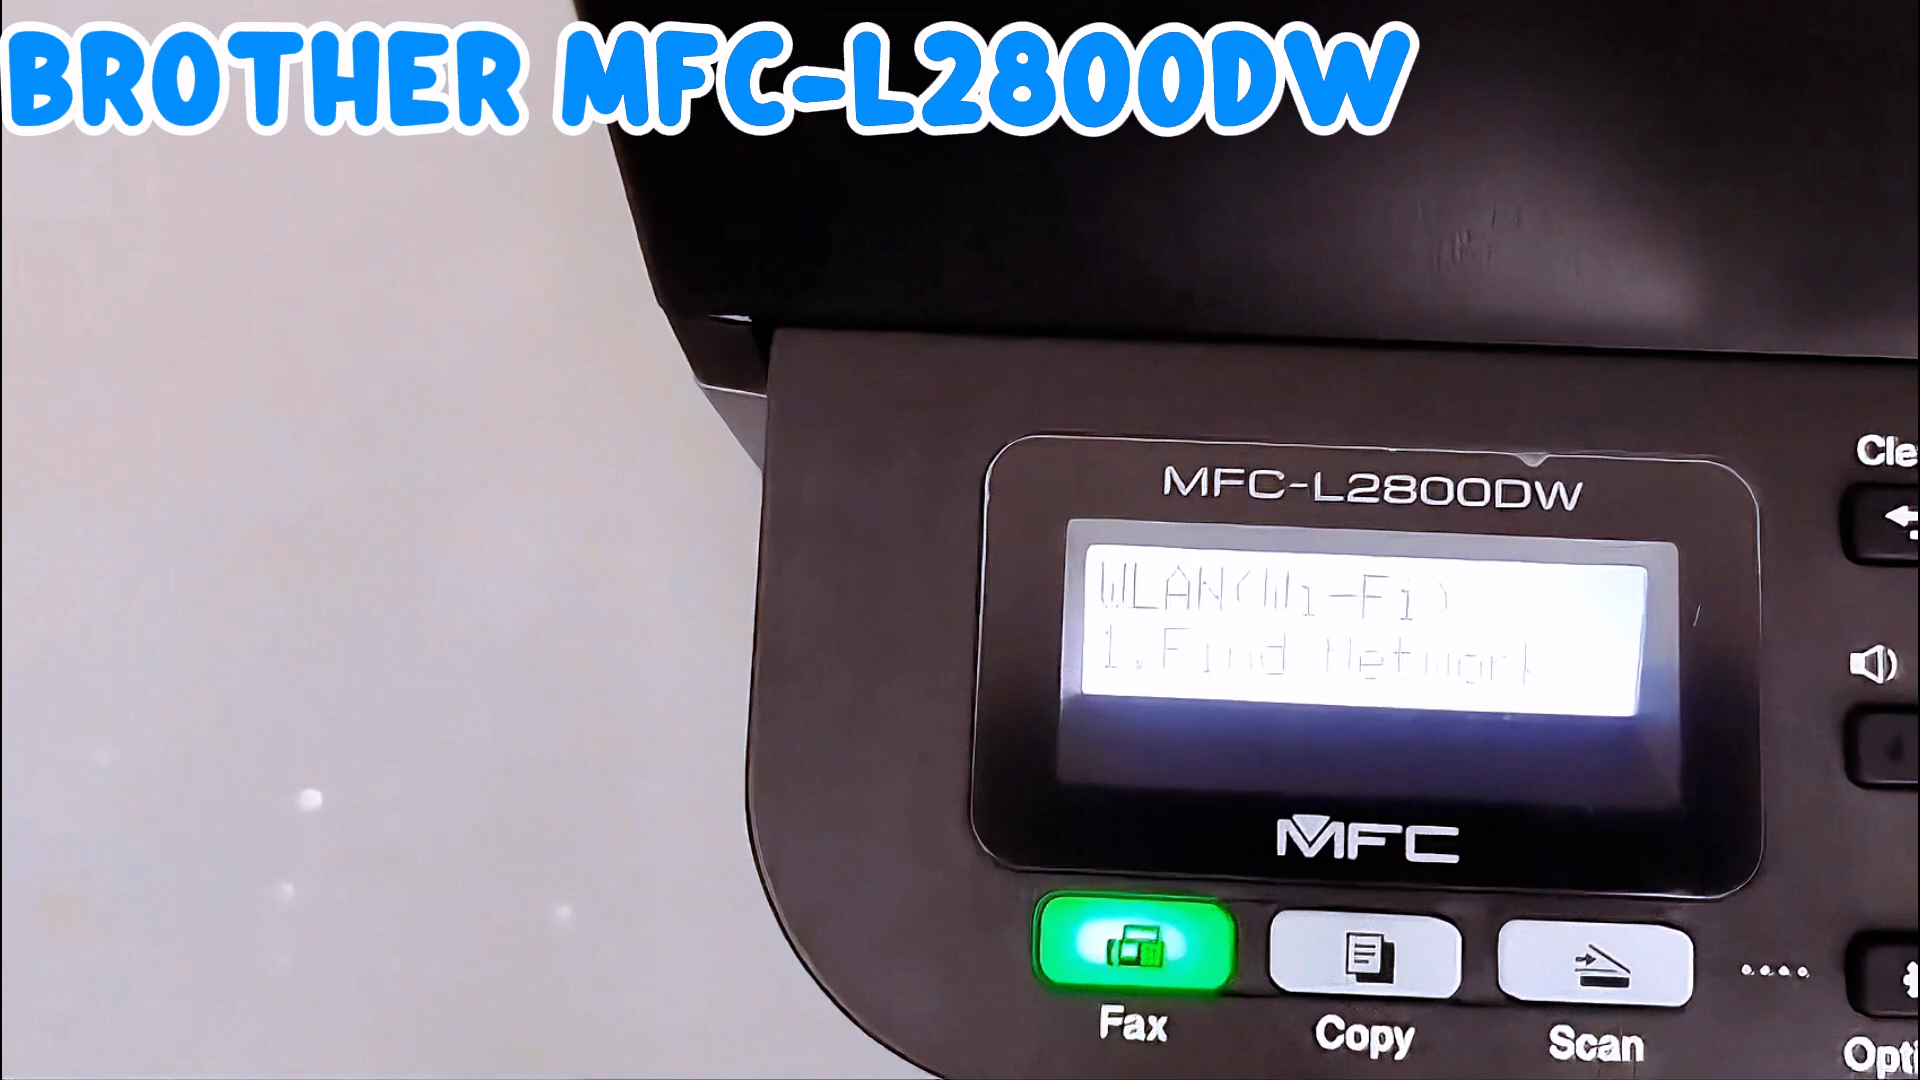 BROTHER MFC-L2800DW
MFC-L2800DW
WLAN(Wi-Fi)
1.Find Network
MFC
Fax
Copy
Scan